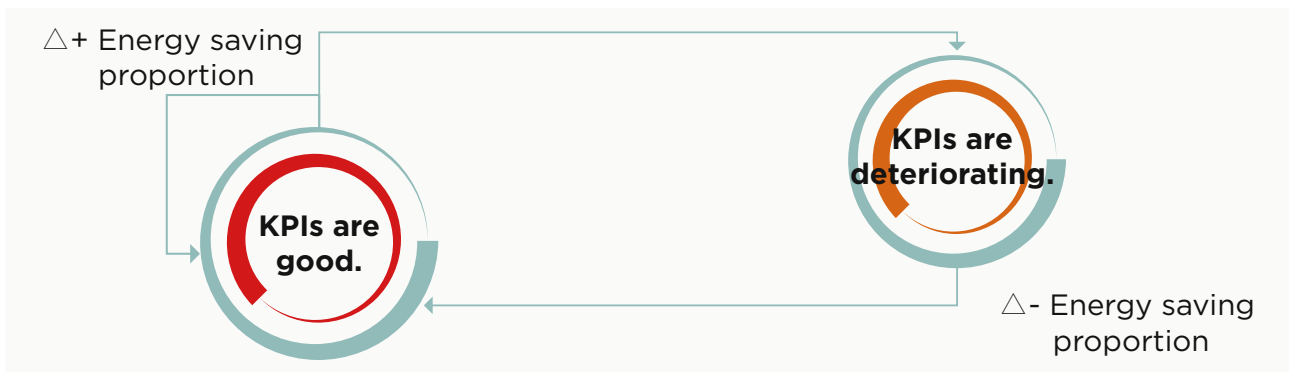 △+ Energy saving
proportion
KPIs are
good.
KPIs are
deteriorating.
△- Energy saving
proportion